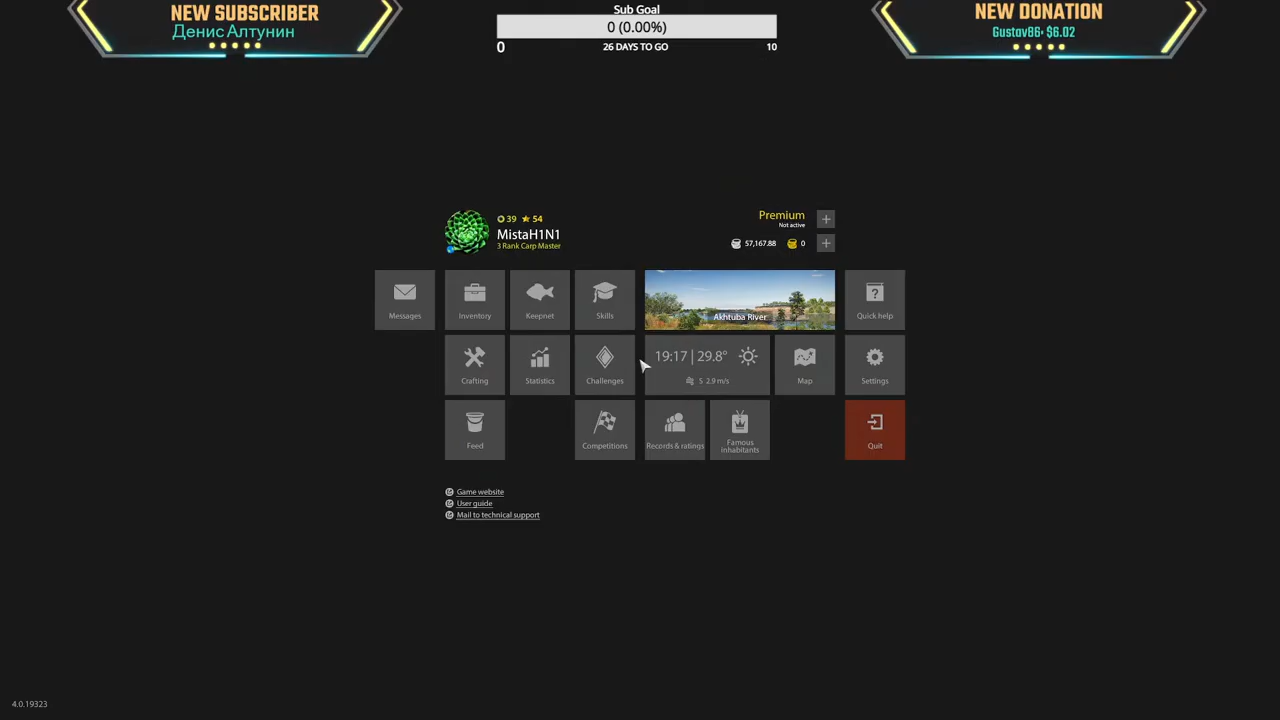 NEW SUBSCRIBER
Денис Алтунин
Sub Goal
0 (0.00%)
0
26 DAYS TO GO
10
NEW DONATION
Gustav86• $6.02
39 54
MistaH1N1
3 Rank Carp Master
Premium
Not active
57,167.88 0
Messages
Inventory
Keepnet
Skills
Akhtuba River
Quick help
Crafting
Statistics
Challenges
19:17 | 29.8°
S 2.9 m/s
Map
Settings
Feed
Competitions
Records & ratings
Famous
inhabitants
Quit
Game website
User guide
Mail to technical support
4.0.19323